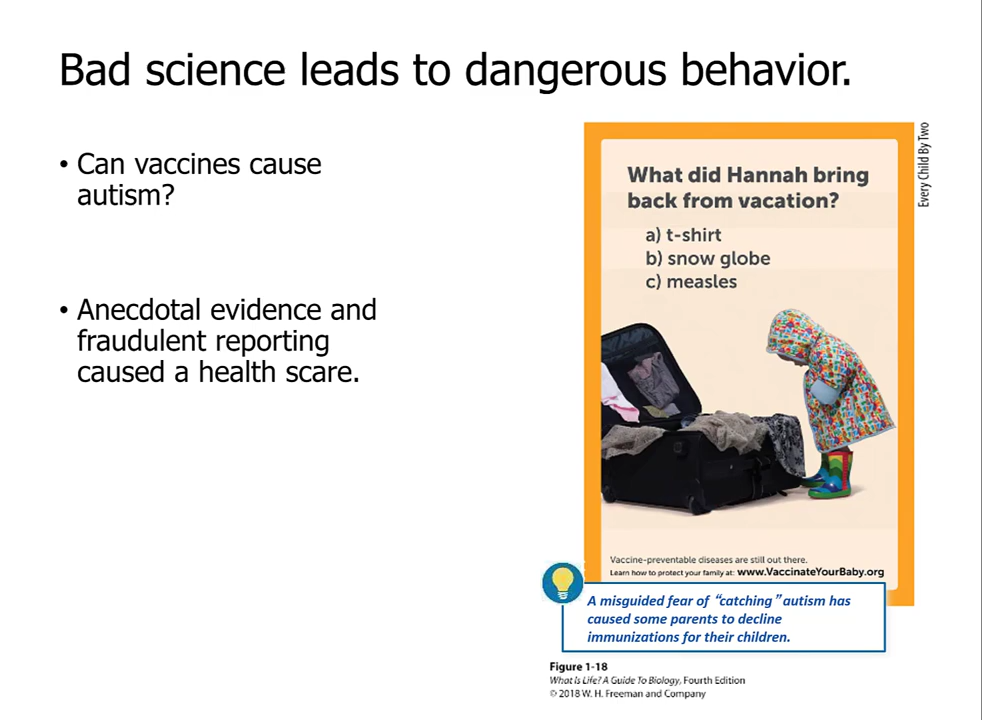 Bad science leads to dangerous behavior.
• Can vaccines cause
autism?
• Anecdotal evidence and
fraudulent reporting
caused a health scare.
What did Hannah bring
back from vacation?
a) t-shirt
b) snow globe
c) measles
Every Child By Two
Vaccine-preventable diseases are still out there.
Learn how to protect your family at: www.VaccinateYourBaby.org
A misguided fear of “catching” autism has
caused some parents to decline
immunizations for their children.
Figure 1-18
What Is Life? A Guide To Biology, Fourth Edition
© 2018 W. H. Freeman and Company